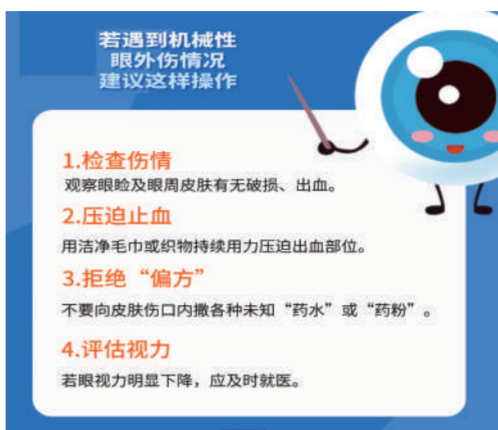 若遇到机械性
眼外伤情况
建议这样操作
1.检查伤情
观察眼睑及眼周皮肤有无破损、出血。
2.压迫止血
用洁净毛巾或织物持续用力压迫出血部位。
3.拒绝“偏方”
不要向皮肤伤口内撒各种未知“药水”或“药粉”。
4.评估视力
若眼视力明显下降，应及时就医。